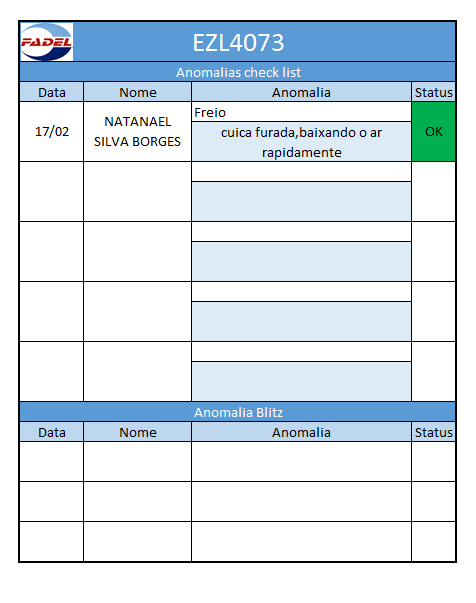 FADEL
EZL4073
Anomalias check list
Data Nome Anomalia Status
17/02
NATANAEL
SILVA BORGES
Freio
cuica furada,baixando o ar
rapidamente
OK
Anomalia Blitz
Data Nome Anomalia Status